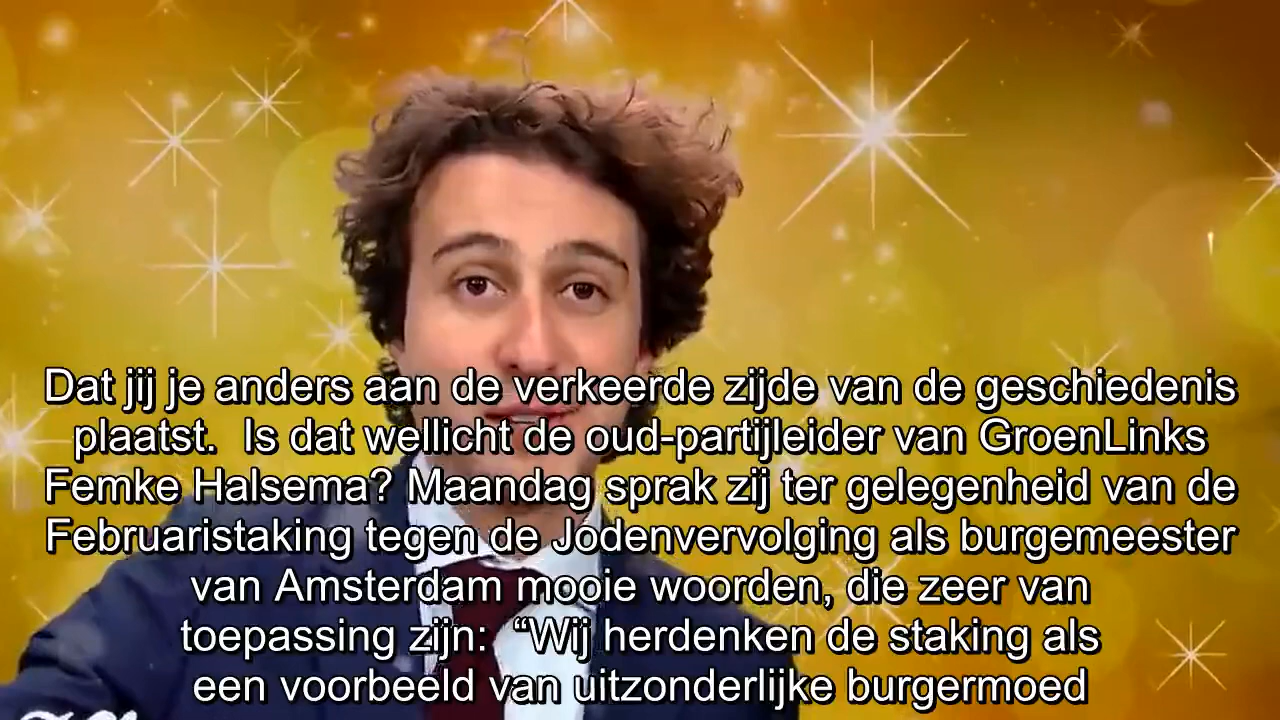 Dat jij je anders aan de verkeerde zijde van de geschiedenis
plaatst.  Is dat wellicht de oud-partijleider van GroenLinks
Femke Halsema? Maandag sprak zij ter gelegenheid van de
Februaristaking tegen de Jodenvervolging als burgemeester
van Amsterdam mooie woorden, die zeer van
toepassing zijn:  “Wij herdenken de staking als
een voorbeeld van uitzonderlijke burgermoed